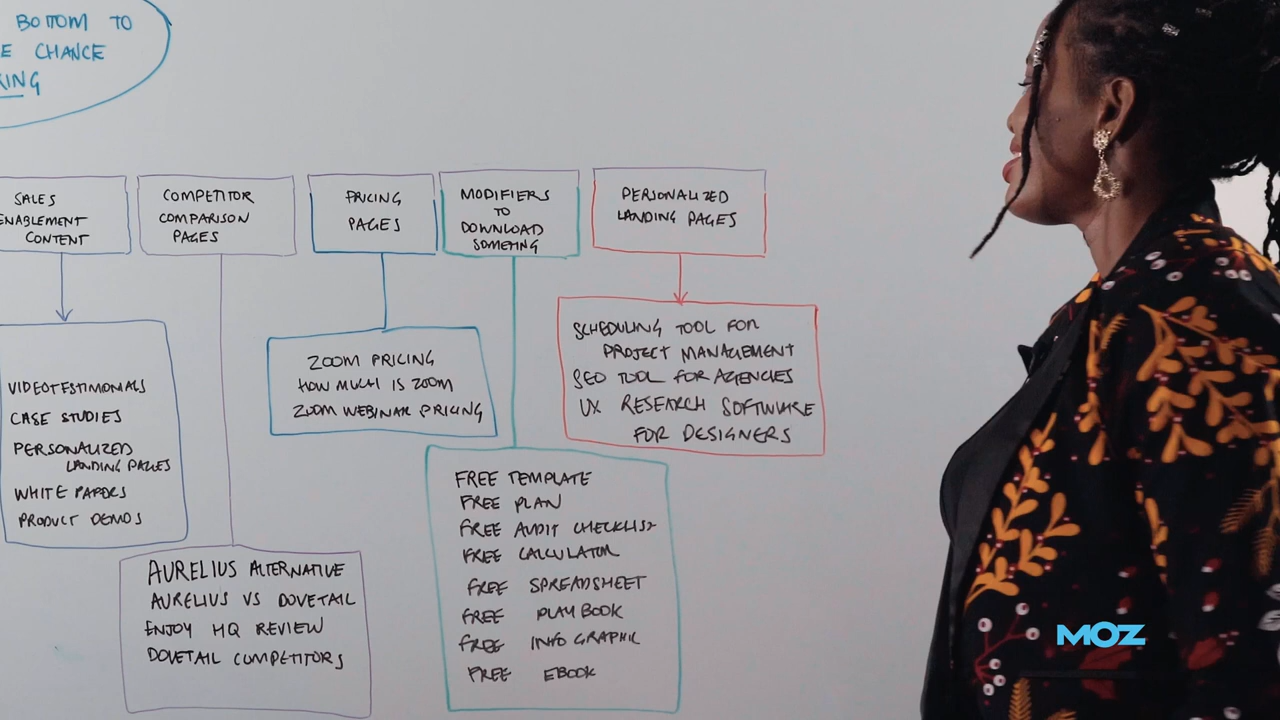 BOTTOM TO
E CHANCE
KING
SALES
ENABLEMENT
CONTENT
COMPETITOR
COMPARISON
PAGES
PRICING
PAGES
MODIFIERS
TO
DOWNLOAD
SOMETING
PERSONALIZED
LANDING PAGES
VIDEOTESTIMONIALS
CASE STUDIES
PERSONALIZED
LANDING PAGES
WHITE PAPERS
PRODUCT DEMOS
AURELIUS ALTERNATIVE
AURELIUS VS DOVETAIL
ENJOY HQ REVIEW
DOVETAIL COMPETITORS
ZOOM PRICING
HOW MUCH IS ZOOM
ZOOM WEBINAR PRICING
FREE TEMPLATE
FREE PLAN
FREE AUDIT CHECKLIST
FREE CALCULATOR
FREE SPREADSHEET
FREE PLAYBOOK
FREE INFO GRAPHIC
FREE EBOOK
SCHEDULING TOOL FOR
PROJECT MANAGEMENT
SEO TOOL FOR AGENCIES
UX RESEARCH SOFTWARE
FOR DESIGNERS
MOZ